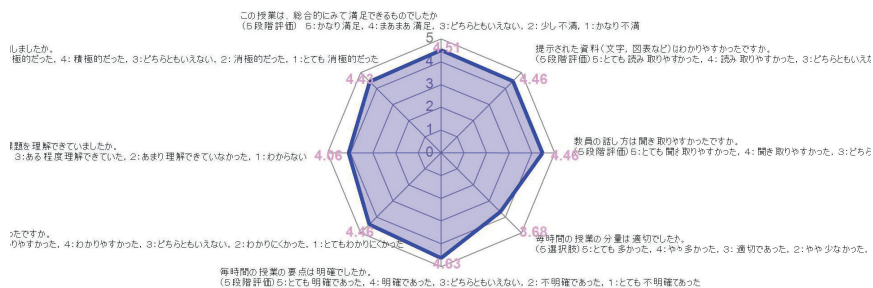 この授業は、総合的にみて満足できるものでしたか
(5段階評価) 5:かなり満足, 4:まあまあ満足, 3:どちらともいえない, 2:少し不満, 1:かなり不満
4.51
5
4
3
2
1
0
提示された資料(文字, 図表など)はわかりやすかったですか。
(5段階評価)5:とても読み取りやすかった, 4:読み取りやすかった, 3:どちらともいえな
4.46
教員の話し方は聞き取りやすかったですか。
(5段階評価)5:とても聞き取りやすかった, 4:聞き取りやすかった, 3:どちら
4.46
毎時間の授業の分量は適切でしたか。
(5選択肢)5:とても多かった, 4:やや多かった, 3:適切であった, 2:やや少なかった,
3.68
毎時間の授業の要点は明確でしたか。
(5段階評価)5:とても明確であった, 4:明確であった, 3:どちらともいえない, 2:不明確であった, 1:とても不明確であった
4.63
ったですか。
りやすかった, 4:わかりやすかった, 3:どちらともいえない, 2:わかりにくかった, 1:とてもわかりにくかった
4.46
題を理解できていましたか。
3:ある程度理解できていた, 2:あまり理解できていなかった, 1:わからない
4.06
しましたか。
極的だった, 4:積極的だった, 3:どちらともいえない, 2:消極的だった, 1:とても消極的だった
4.43